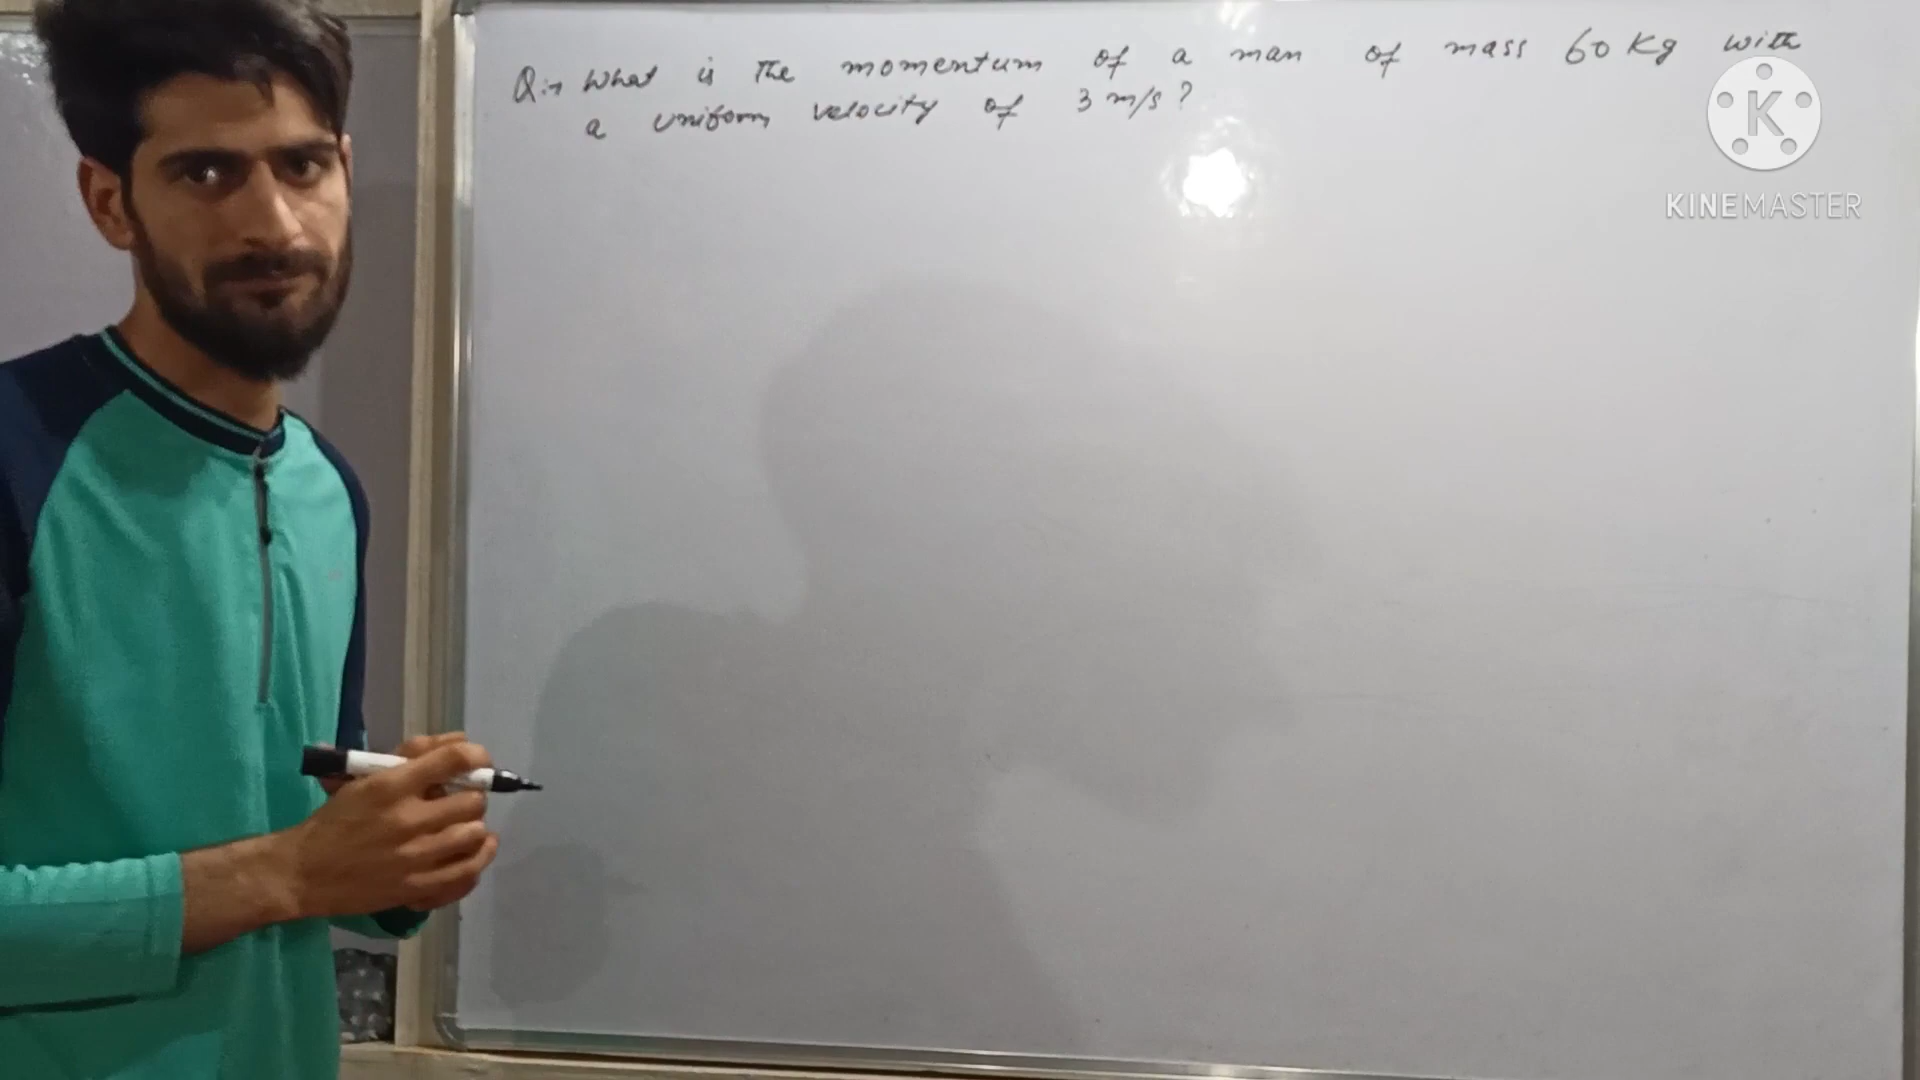 Q:- What is the momentum of a man of mass 60 Kg with
a uniform velocity of 3 m/s?
K
KINEMASTER